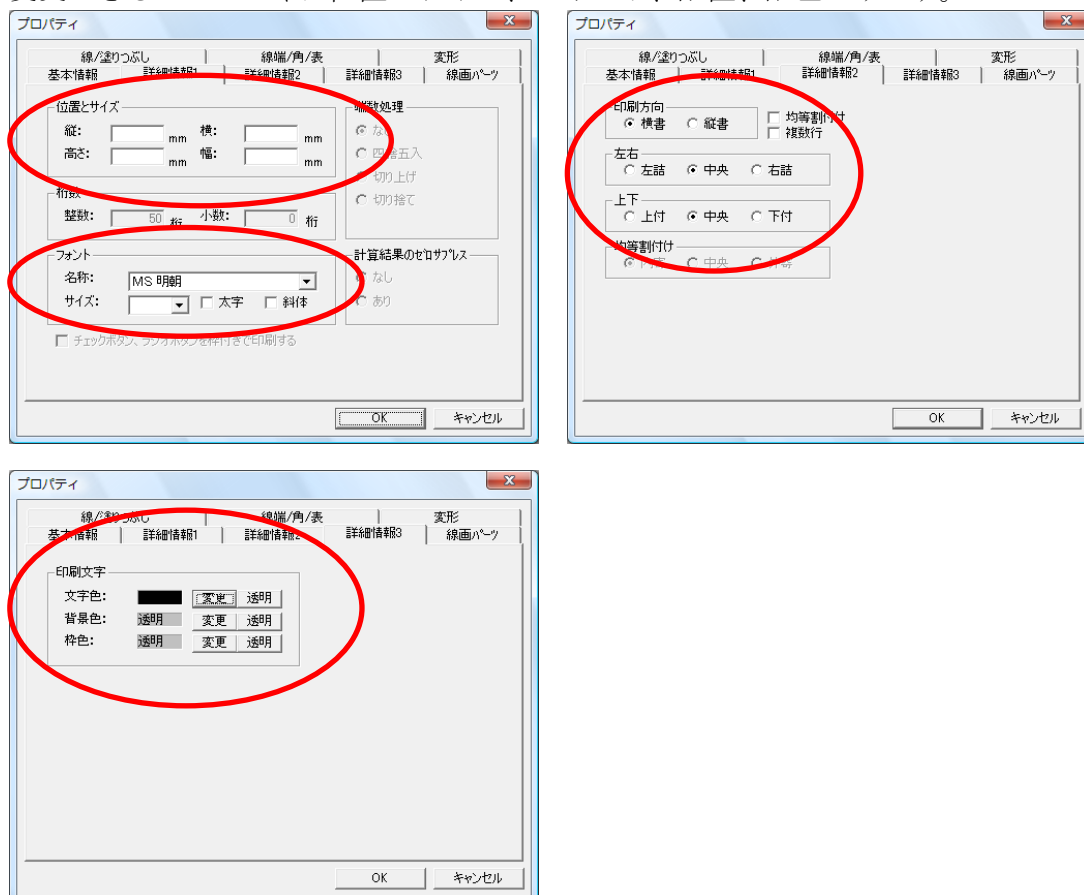 プロパティ
線/塗りつぶし 線端/角/表 変形
基本情報 詳細情報1 詳細情報2 詳細情報3 線画パーツ
位置とサイズ
縦: mm 横: mm
高さ: mm 幅: mm
端数処理
なし
四捨五入
切り上げ
切り捨て
桁数
整数: 50 桁 小数: 0 桁
フォント
名称: MS 明朝
サイズ: 太字 斜体
計算結果のゼロサプレス
なし
あり
チェックボタン、ラジオボタンを枠付きで印刷する
OK キャンセル
プロパティ
線/塗りつぶし 線端/角/表 変形
基本情報 詳細情報1 詳細情報2 詳細情報3 線画パーツ
印刷方向
横書 縦書
均等割付け
複数行
左右
左詰 中央 右詰
上下
上付 中央 下付
均等割付け
中央
OK キャンセル
プロパティ
線/塗りつぶし 線端/角/表 変形
基本情報 詳細情報1 詳細情報2 詳細情報3 線画パーツ
印刷文字
文字色: 変更 透明
背景色: 透明 変更 透明
枠色: 透明 変更 透明
OK キャンセル